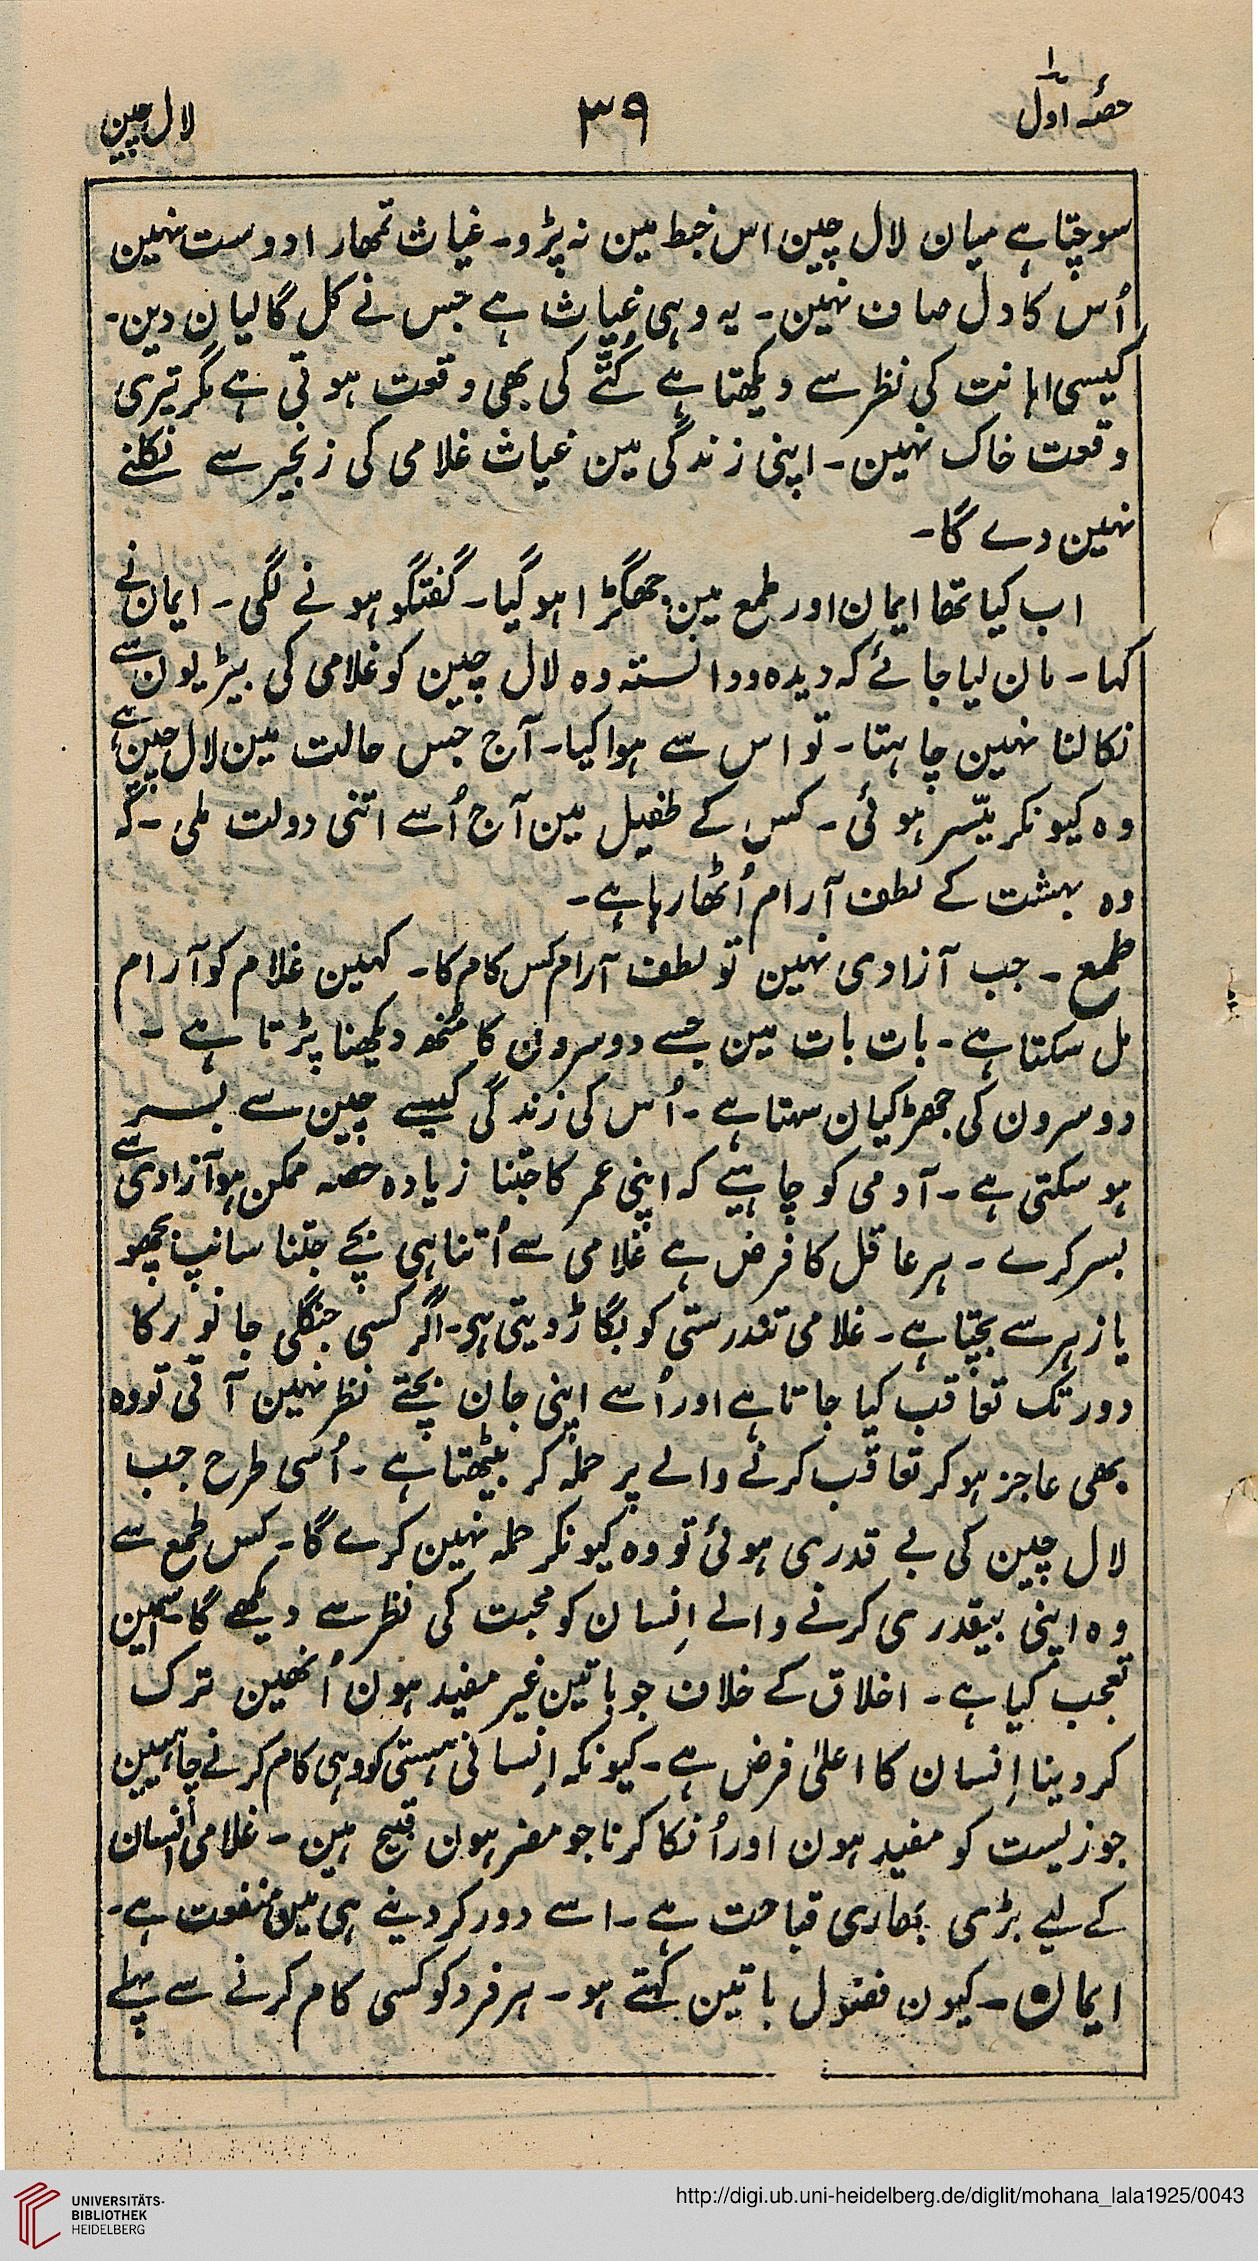 حصہ اول
۳۹
لال چین
سوچتا ہے میان لال چین اس خبط مین نہ پڑو۔ غیاث تمھارا دوست نہین
اُس کا دل صاف نہین۔ یہ وہی غیاث ہے جس نے کل گالیان دین۔
کیسی اہانت کی نظر سے دیکھتا ہے کُتّے کی بھی وقعت ہوتی ہے مگر تیری
وقعت خاک نہین۔ اپنی زندگی مین غیاث غلامی کی زنجیر سے نکلنے
نہین دے گا۔
اب کیا تھا ایمان اور طمع مین جھگڑا ہوگیا۔ گفتگو ہونے لگی۔ ایمان نے
کہا۔ مان لیا جائے کہ دیدہ ودانستہ وہ لال چین کو غلامی کی بیڑیون سے
نکالنا نہین چاہتا۔ تو اس سے ہوا کیا۔ آج جس حالت مین لال چین ہے
وہ کیونکر میّسر ہوئی۔ کس کے طفیل مین آج اُسے اتنی دولت ملی۔ کہ
وہ بہشت کے لطف آرام اُٹھا رہا ہے۔
طمع۔ جب آزادی نہین تو لطف آرام کس کام کا۔ کہین غلام کو آرام
مل سکتا ہے۔ بات بات مین جسے دوسرون کا مُنھ دیکھنا پڑتا ہے۔
دوسرون کی جھڑکیان سہتا ہے۔ اُس کی زندگی کیسے چین سے بسر
ہو سکتی ہے۔ آدمی کو چاہیے کہ اپنی عمر کا جتنا زیادہ حصہ ممکن ہو آزادی سے
بسر کرے۔ ہر عاقل کا فرض ہے غلامی سے اُتنا ہی بچے جتنا سانپ بچھو
یا زہر سے بچتا ہے۔ غلامی تندرستی کو بگاڑ دیتی ہی۔ اگر کسی جنگلی جانور کا
دور تک تعاقب کیا جاتا ہے اور اُسے اپنی جان بچتے نظر نہین آتی تو وہ
بھی عاجز ہو کر تعاقب کرنے والے پر حملہ کر بیٹھتا ہے۔ اُسی طرح جب
لال چین کی بے قدری ہوئی تو وہ کیونکر حملہ نہین کرے گا۔ کس طمع سے
وہ اپنی بیقدری کرنے والے اِنسان کو محبت کی نظر سے دیکھے گا۔ اسمین
تعجب کیا ہے۔ اخلاق کے خلاف جو باتین غیر مفید ہون اُنھین ترک
کر دینا اِنسان کا اعلیٰ فرض ہے۔ کیونکہ اِنسانی ہستی کو وہی کام کرنے چاہیین
جو زیست کو مفید ہون اور اُنکا کرنا جو مضر ہون قبیح ہین۔ غلامی اُنسان
کے لیے بڑی بھاری قباحت ہے۔ اسے دور کر دینے ہی مین منفعت ہے۔
ایمان۔ کیون فضول باتین کہتے ہو۔ ہر فرد کو کسی کام کرنے سے پہلے
UNIVERSITÄTS-
BIBLIOTHEK
HEIDELBERG
http://digi.ub.uni-heidelberg.de/diglit/mohana_lala1925/0043